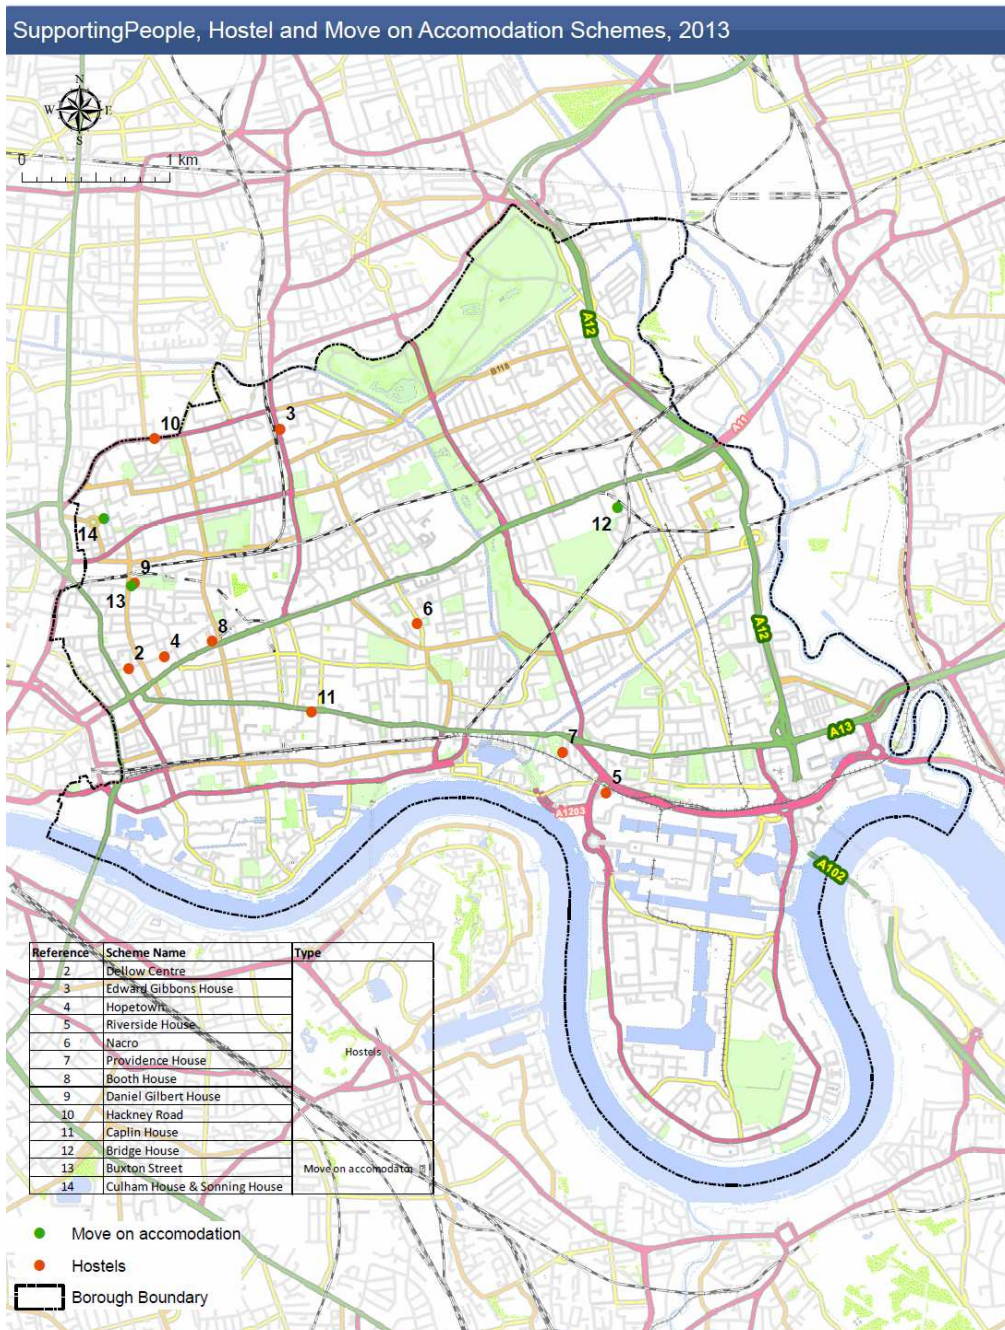 SupportingPeople, Hostel and Move on Accomodation Schemes, 2013
N
W E
S
0 1 km
A12
B118
A11
10
3
14
12
9
13
6
8
4
2
A12
11
A13
7
5
A1203
A102
Reference Scheme Name Type
2 Dellow Centre
3 Edward Gibbons House
4 Hopetown
5 Riverside House
6 Nacro
Hostels
7 Providence House
8 Booth House
9 Daniel Gilbert House
10 Hackney Road
11 Caplin House
12 Bridge House
13 Buxton Street Move on accomodato
14 Culham House & Sonning House
Move on accomodation
Hostels
Borough Boundary